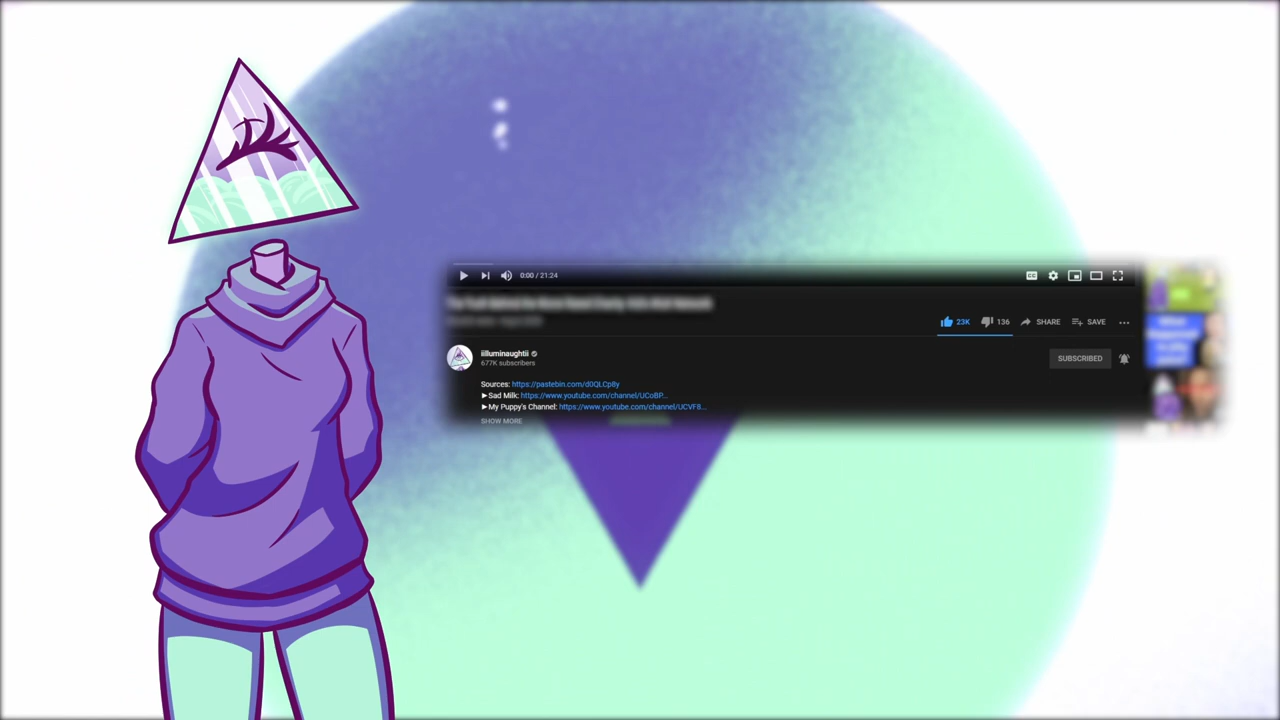 0:00 / 21:24
23K 136 SHARE SAVE
iilluminaughtii
677K subscribers
SUBSCRIBED
Sources: https://pastebin.com/d0QLCp8y
►Sad Milk: https://www.youtube.com/channel/UCoBP...
►My Puppy's Channel: https://www.youtube.com/channel/UCVF8...
SHOW MORE